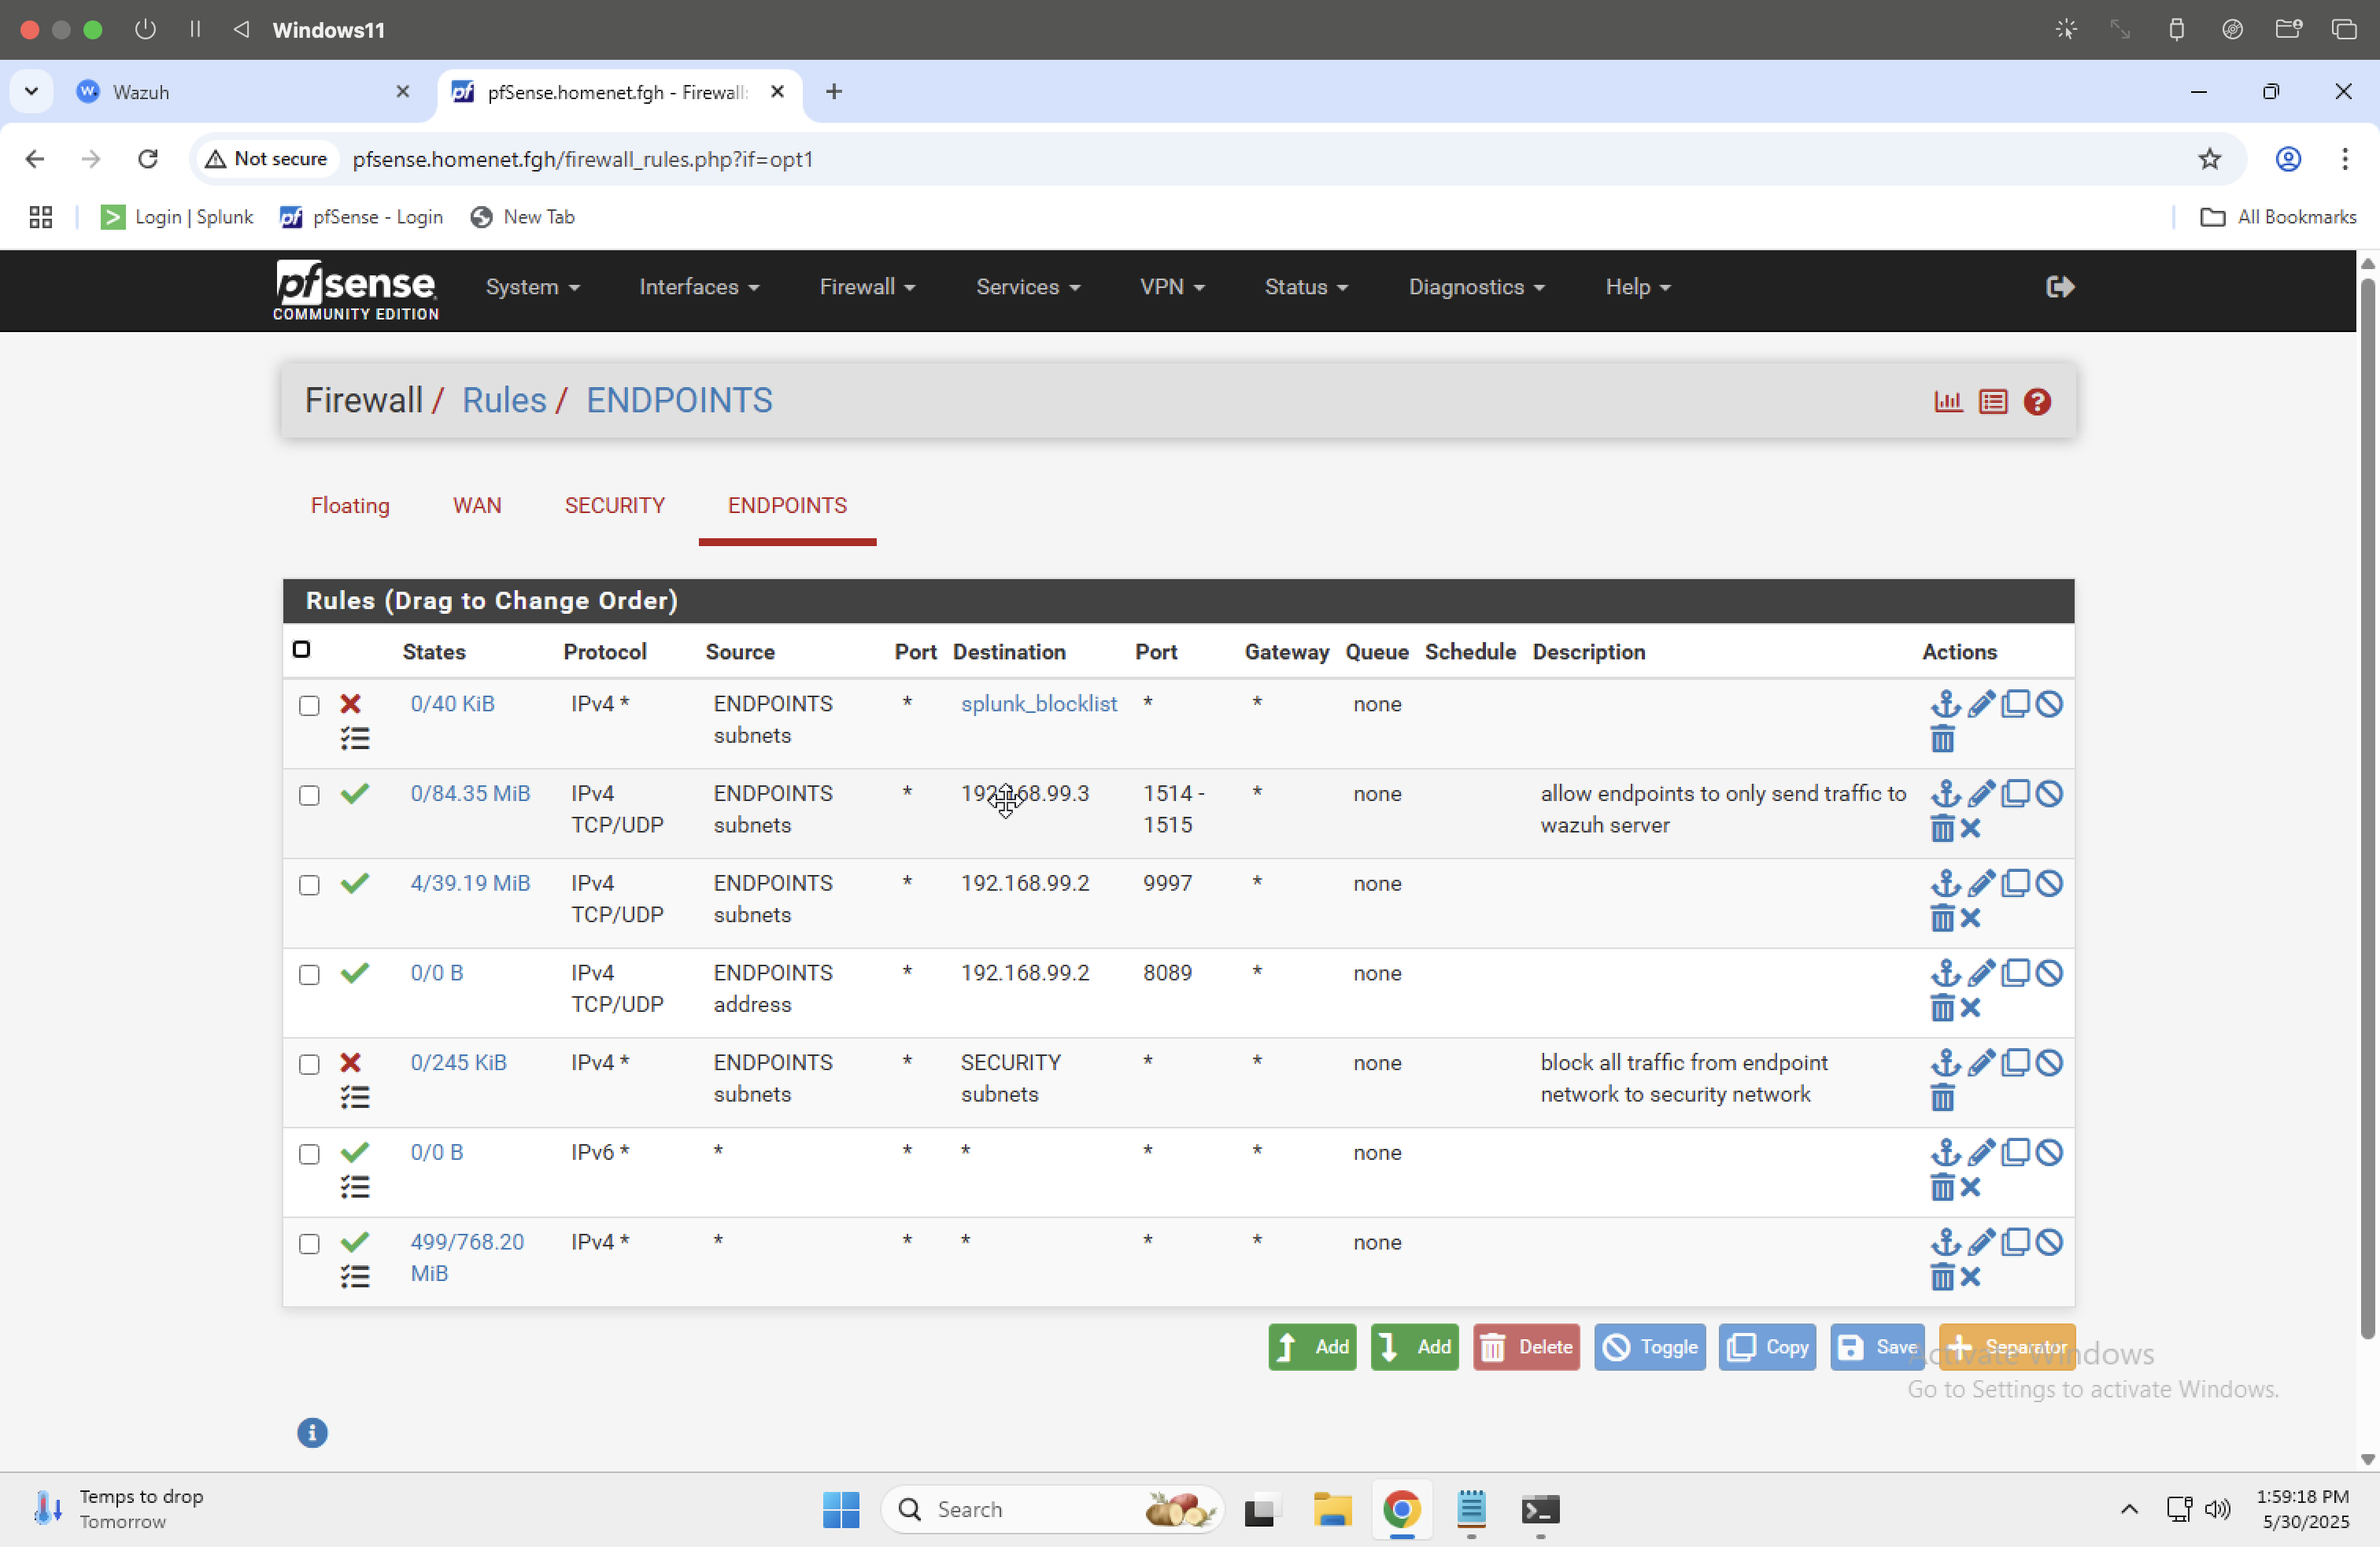 Windows11
Wazuh
pfSense.homenet.fgh - Firewall:
Not secure
pfsense.homenet.fgh/firewall_rules.php?if=opt1
Login | Splunk
pfSense - Login
New Tab
All Bookmarks
pfsense
COMMUNITY EDITION
System
Interfaces
Firewall
Services
VPN
Status
Diagnostics
Help
Firewall / Rules / ENDPOINTS
Floating
WAN
SECURITY
ENDPOINTS
Rules (Drag to Change Order)
States Protocol Source Port Destination Port Gateway Queue Schedule Description Actions
0/40 KiB IPv4 * ENDPOINTS * splunk_blocklist * * none
subnets
0/84.35 MiB IPv4 ENDPOINTS * 192.168.99.3 1514 - * none allow endpoints to only send traffic to
TCP/UDP subnets 1515 wazuh server
4/39.19 MiB IPv4 ENDPOINTS * 192.168.99.2 9997 * none
TCP/UDP subnets
0/0 B IPv4 ENDPOINTS * 192.168.99.2 8089 * none
TCP/UDP address
0/245 KiB IPv4 * ENDPOINTS * SECURITY * * none block all traffic from endpoint
subnets subnets network to security network
0/0 B IPv6 * * * * * * none
499/768.20 IPv4 * * * * * * none
MiB
Add
Add
Delete
Toggle
Copy
Save
Separator
Activate Windows
Go to Settings to activate Windows.
Temps to drop
Tomorrow
Search
1:59:18 PM
5/30/2025